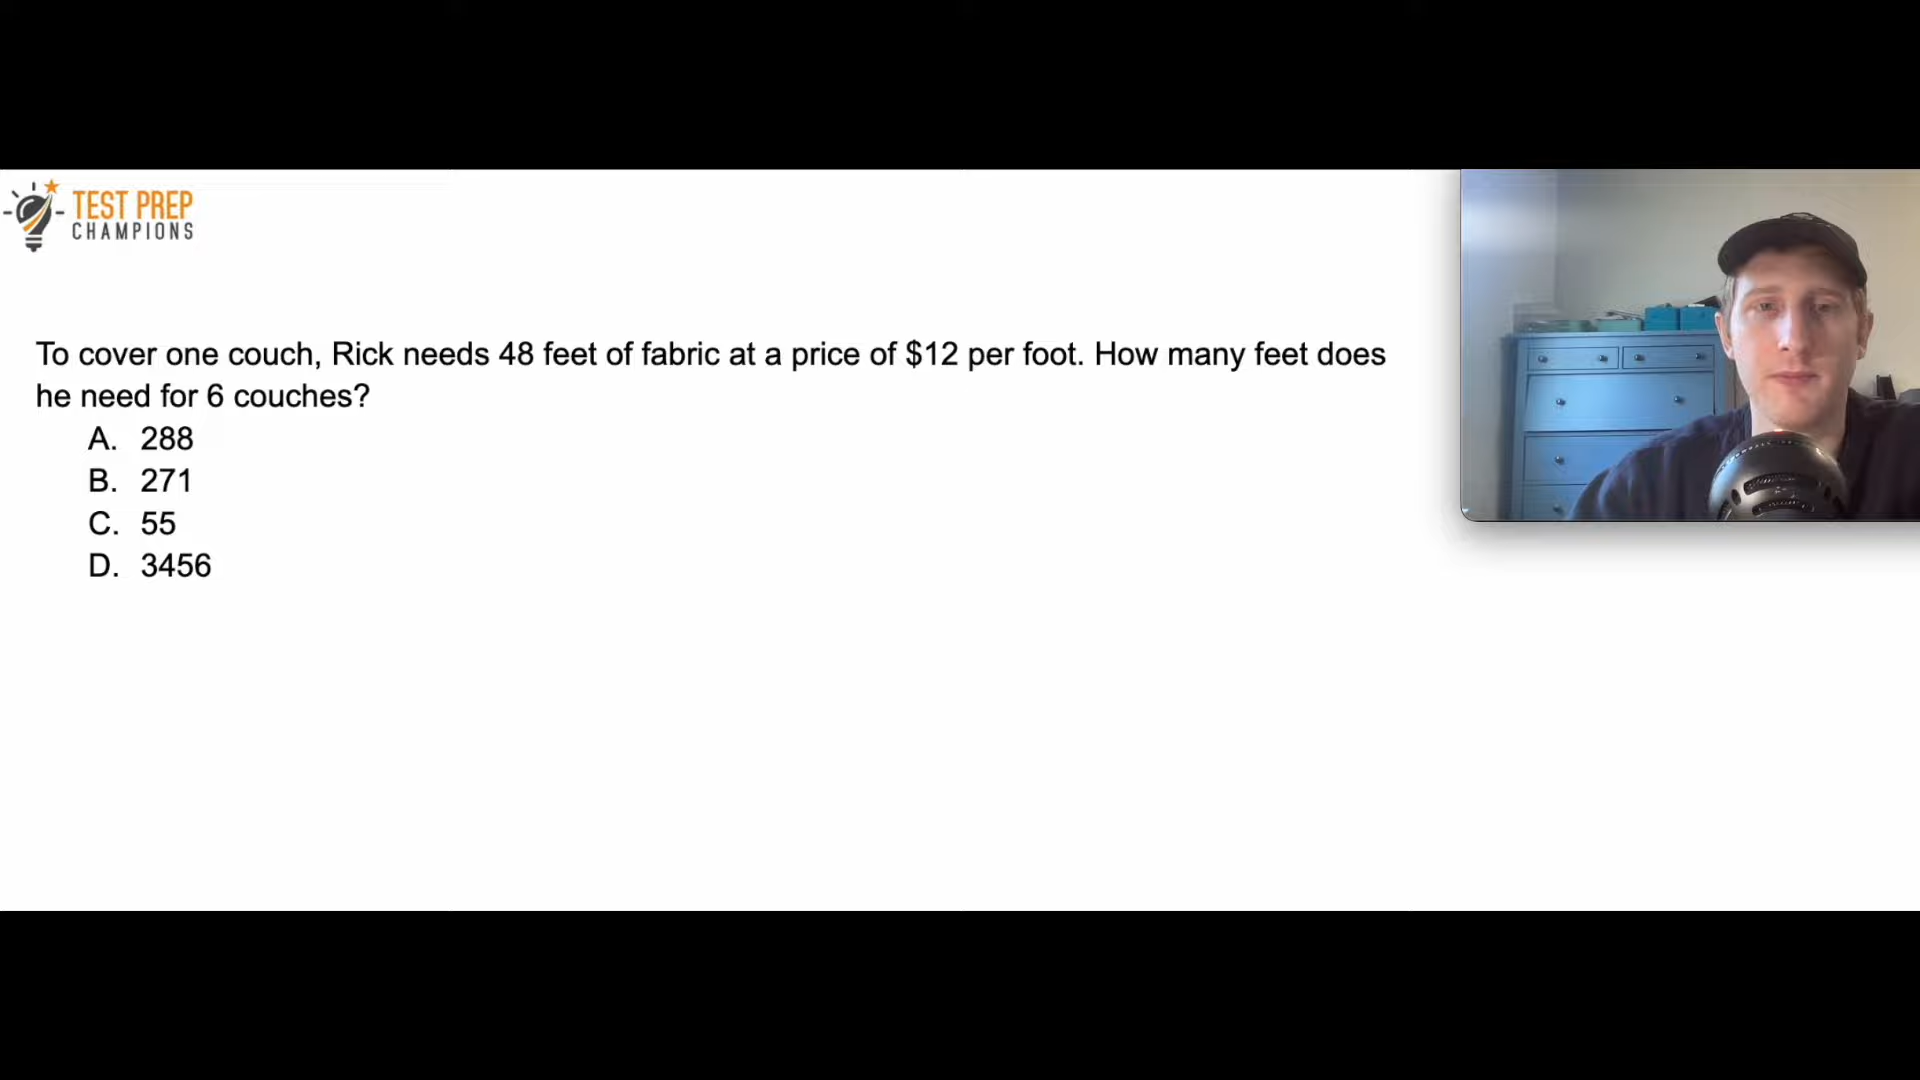 TEST PREP
CHAMPIONS
To cover one couch, Rick needs 48 feet of fabric at a price of $12 per foot. How many feet does
he need for 6 couches?
A. 288
B. 271
C. 55
D. 3456